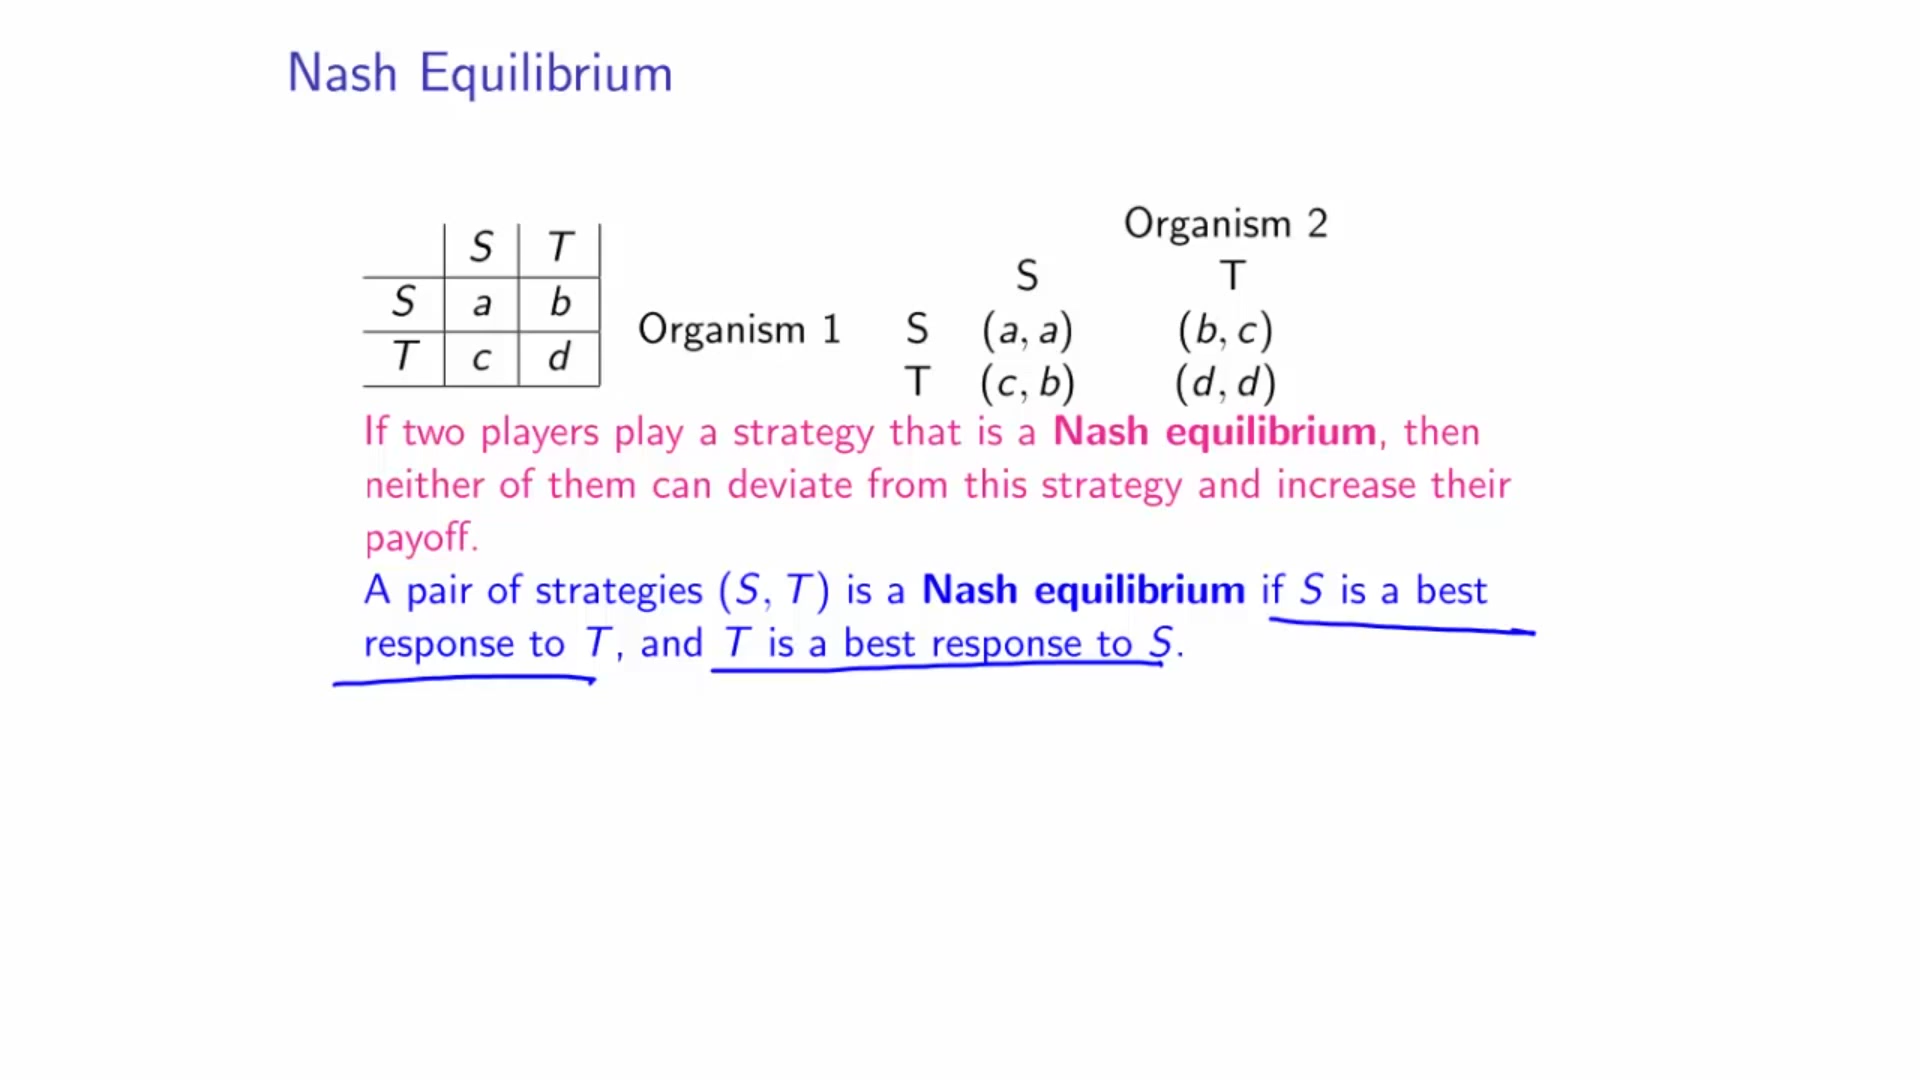 Nash Equilibrium
Organism 2
S T
S T
S a b
Organism 1 S (a, a) (b, c)
T c d
T (c, b) (d, d)
If two players play a strategy that is a Nash equilibrium, then
neither of them can deviate from this strategy and increase their
payoff.
A pair of strategies (S, T) is a Nash equilibrium if S is a best
response to T, and T is a best response to S.